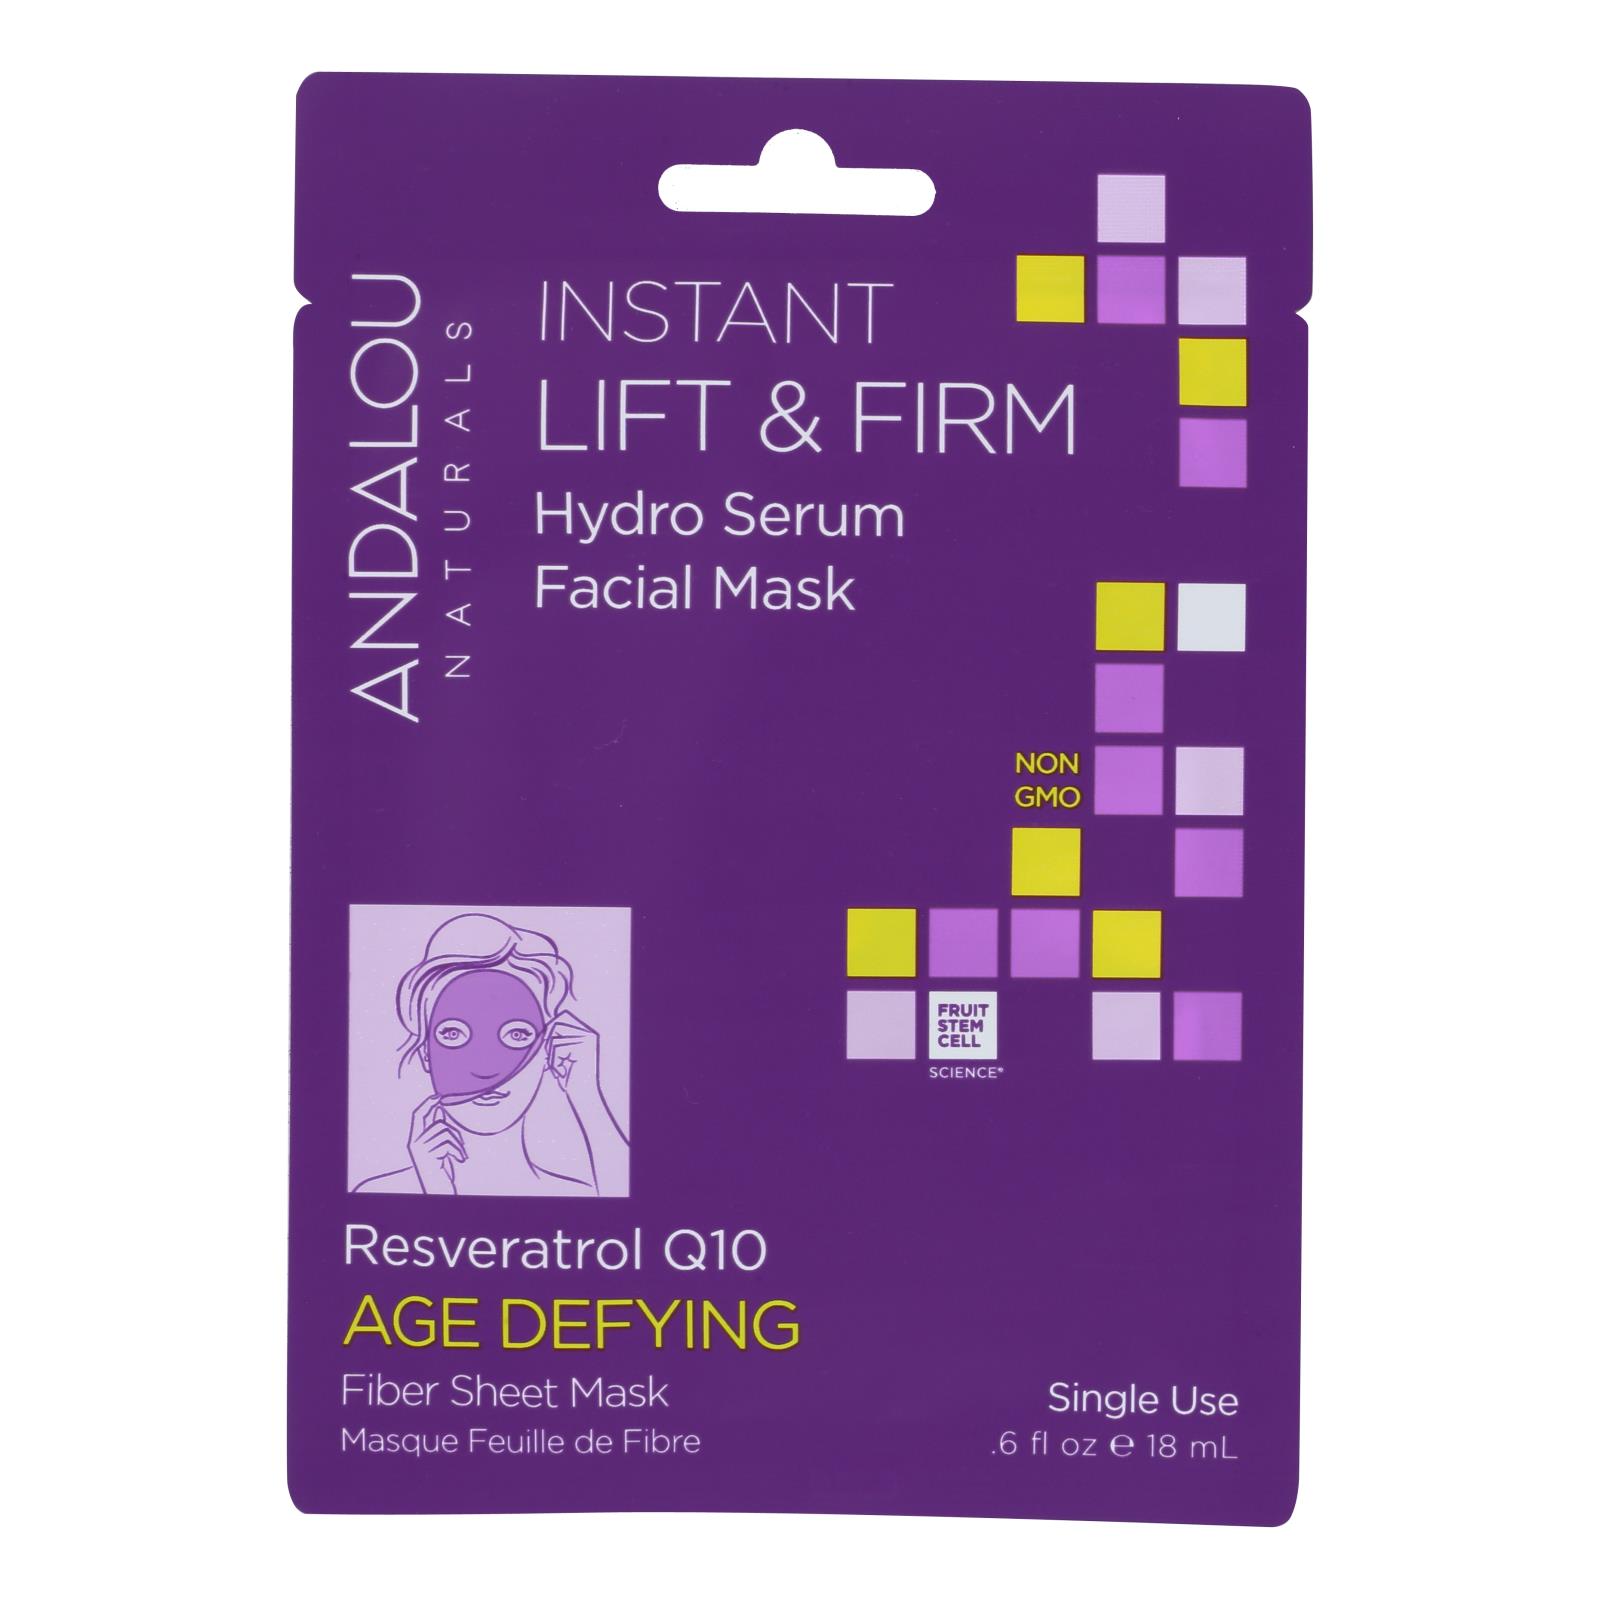 ANDALOU
NATURALS
INSTANT
LIFT & FIRM
Hydro Serum
Facial Mask
NON
GMO
FRUIT
STEM
CELL
SCIENCE®
Resveratrol Q10
AGE DEFYING
Fiber Sheet Mask
Masque Feuille de Fibre
Single Use
.6 fl oz ℮ 18 mL